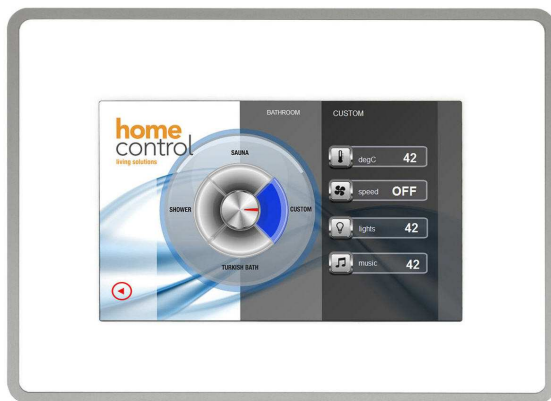 home
control
living solutions
BATHROOM
CUSTOM
SAUNA
SHOWER
CUSTOM
TURKISH BATH
degC 42
speed OFF
lights 42
music 42